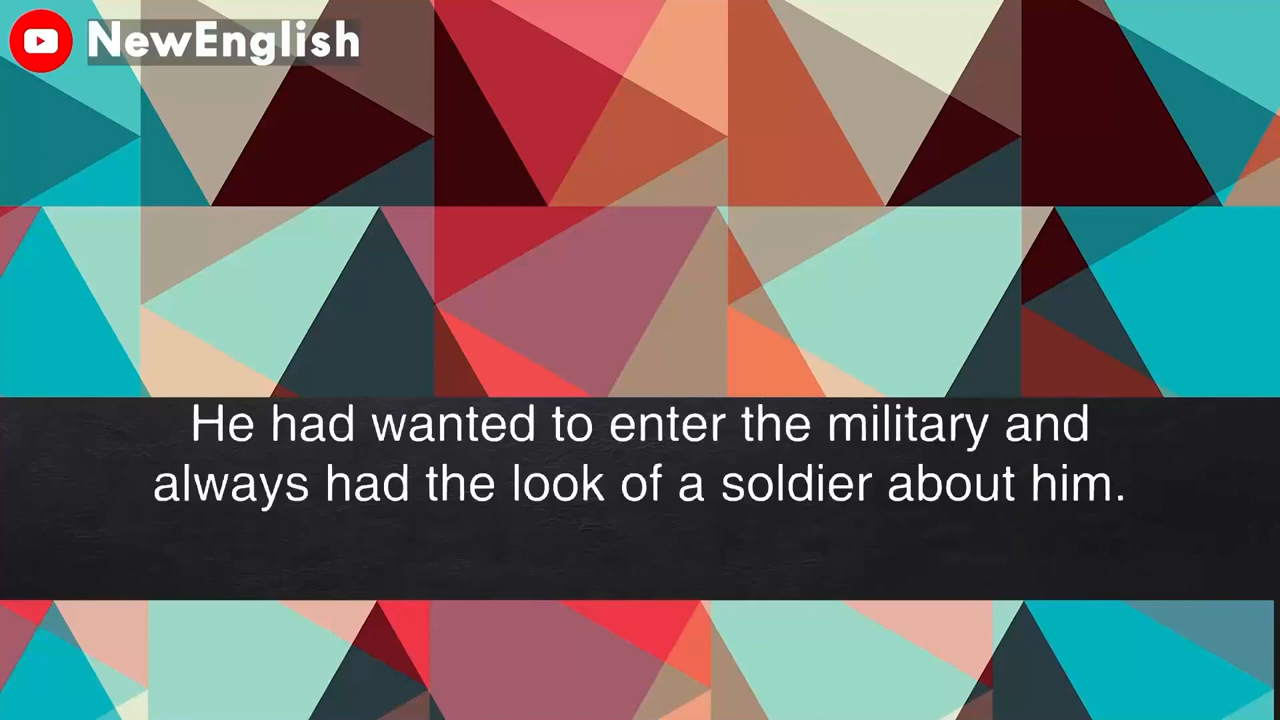 NewEnglish
He had wanted to enter the military and
always had the look of a soldier about him.